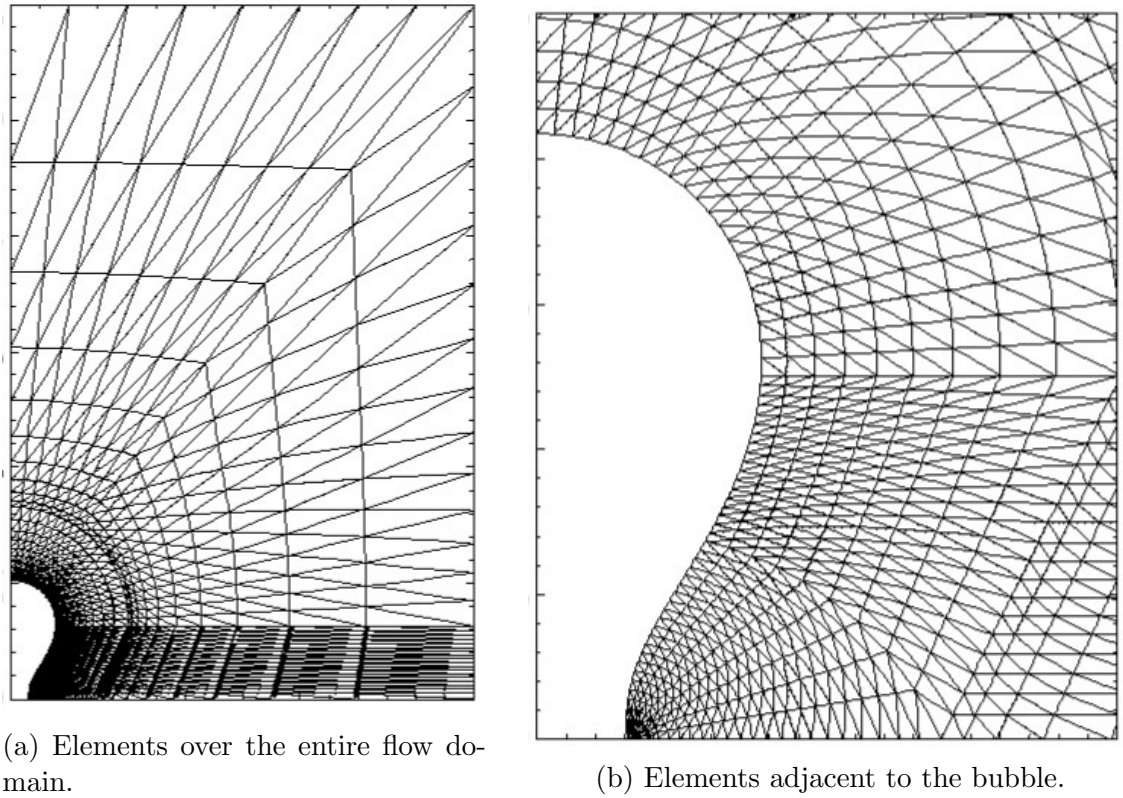 (a) Elements over the entire flow do-
main.
(b) Elements adjacent to the bubble.